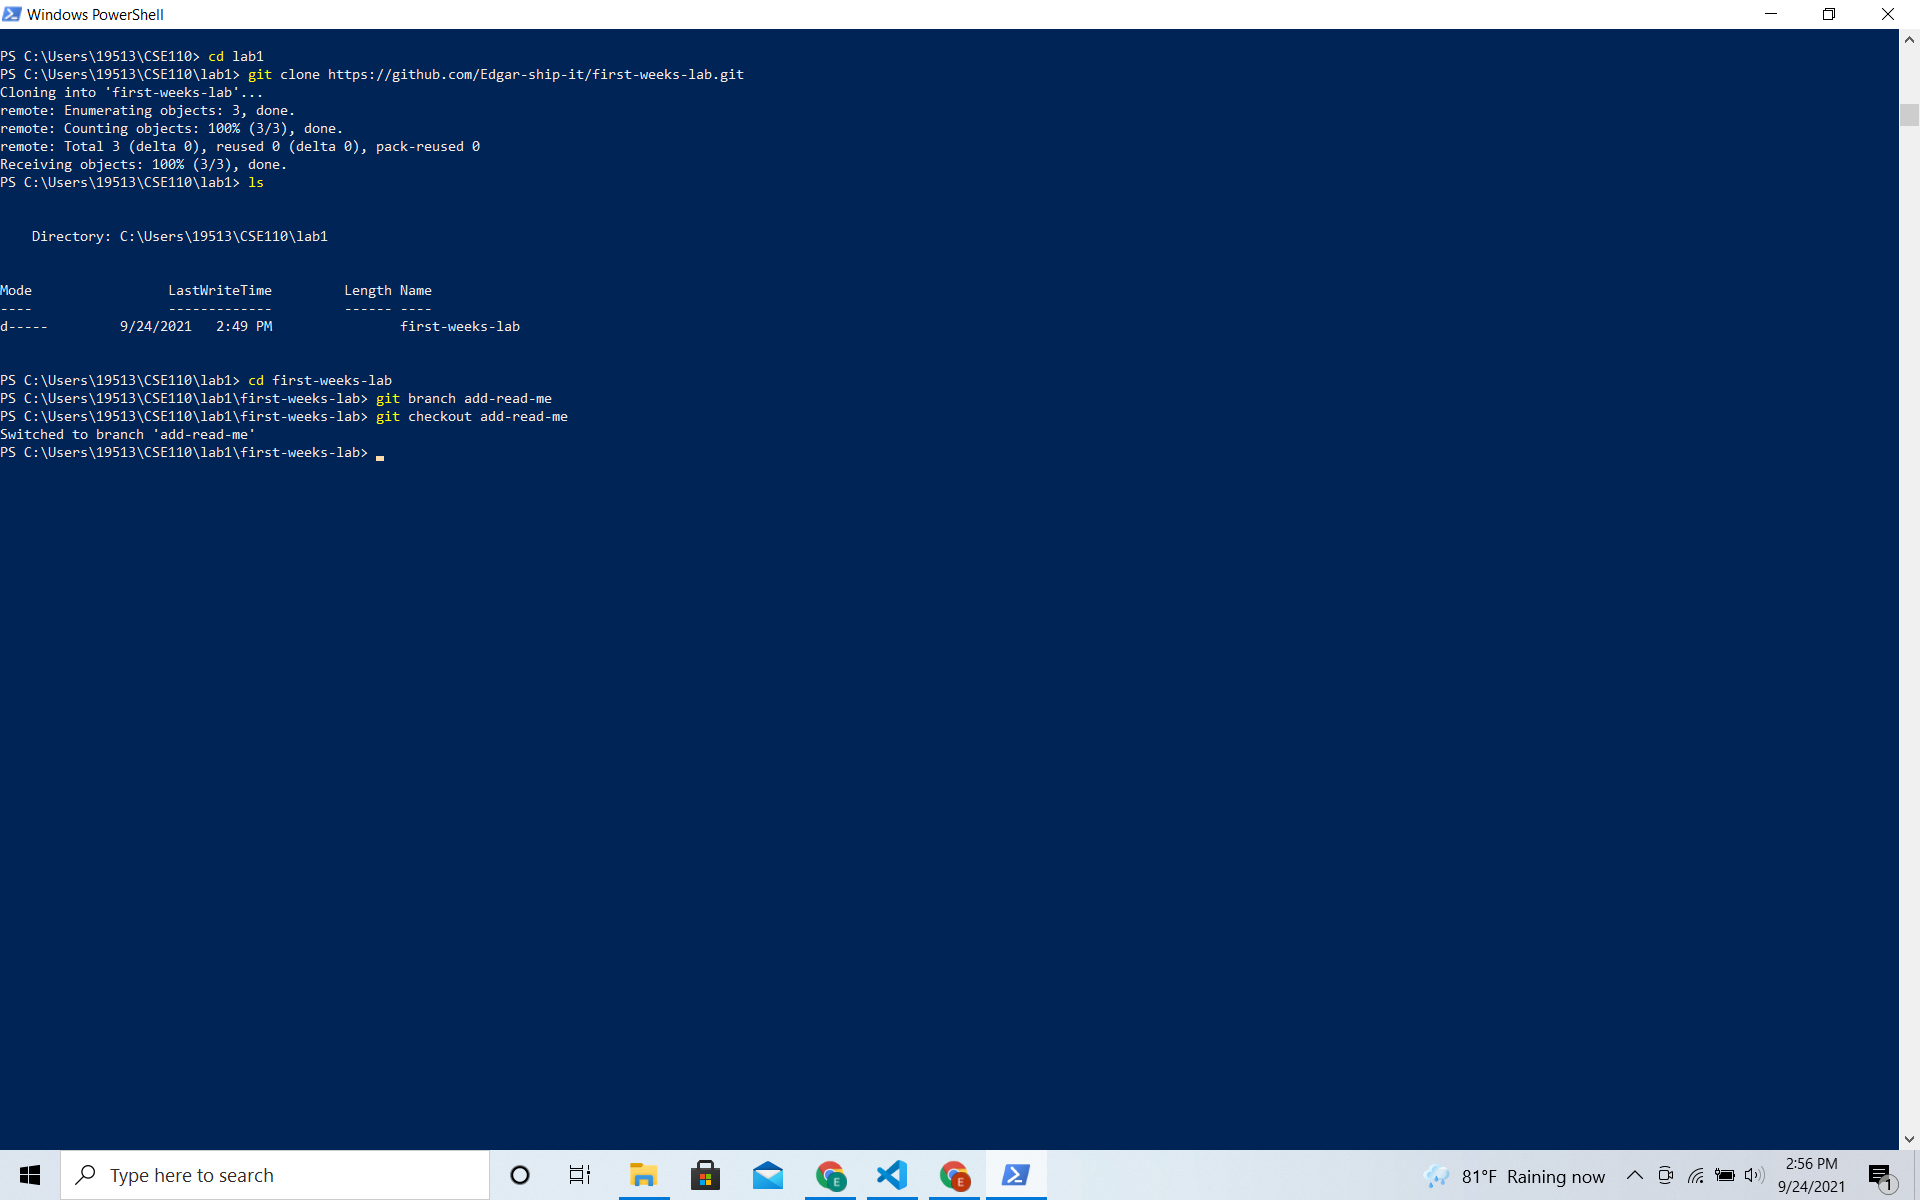 Windows PowerShell
PS C:\Users\19513\CSE110> cd lab1
PS C:\Users\19513\CSE110\lab1> git clone https://github.com/Edgar-ship-it/first-weeks-lab.git
Cloning into 'first-weeks-lab'...
remote: Enumerating objects: 3, done.
remote: Counting objects: 100% (3/3), done.
remote: Total 3 (delta 0), reused 0 (delta 0), pack-reused 0
Receiving objects: 100% (3/3), done.
PS C:\Users\19513\CSE110\lab1> ls
Directory: C:\Users\19513\CSE110\lab1
Mode                 LastWriteTime         Length Name
----                 -------------         ------ ----
d-----         9/24/2021   2:49 PM                first-weeks-lab
PS C:\Users\19513\CSE110\lab1> cd first-weeks-lab
PS C:\Users\19513\CSE110\lab1\first-weeks-lab> git branch add-read-me
PS C:\Users\19513\CSE110\lab1\first-weeks-lab> git checkout add-read-me
Switched to branch 'add-read-me'
PS C:\Users\19513\CSE110\lab1\first-weeks-lab>
Type here to search
E
E
81°F Raining now
2:56 PM
9/24/2021
1